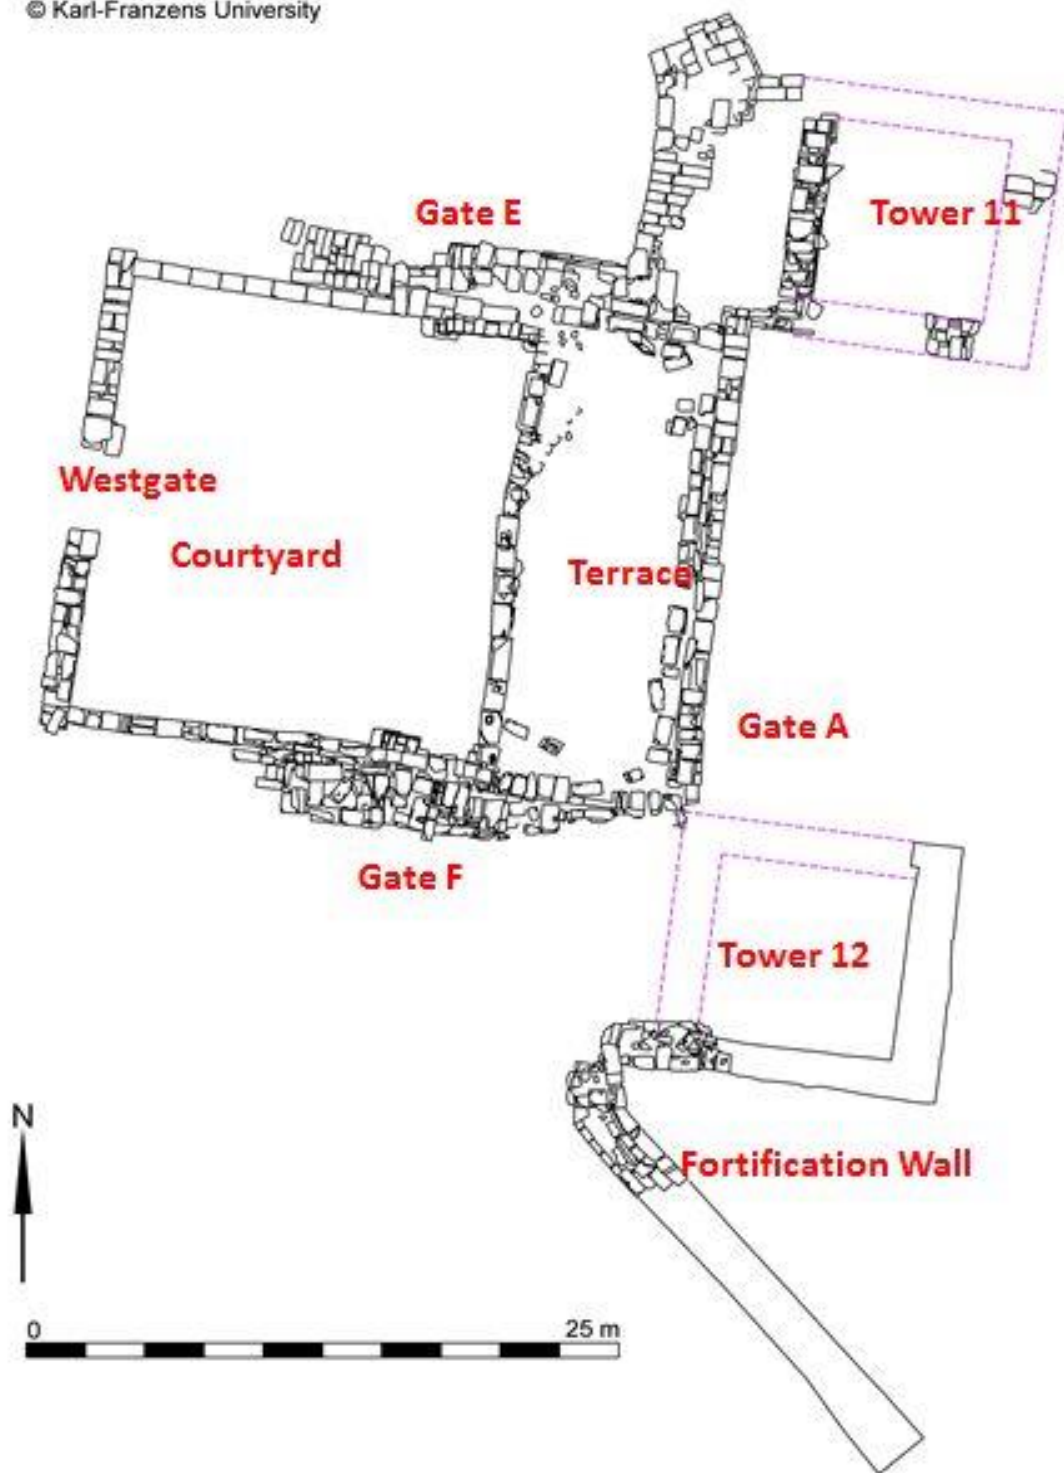 © Karl-Franzens University
Gate E
Tower 11
Westgate
Courtyard
Terrace
Gate A
Gate F
Tower 12
N
Fortification Wall
0 25 m